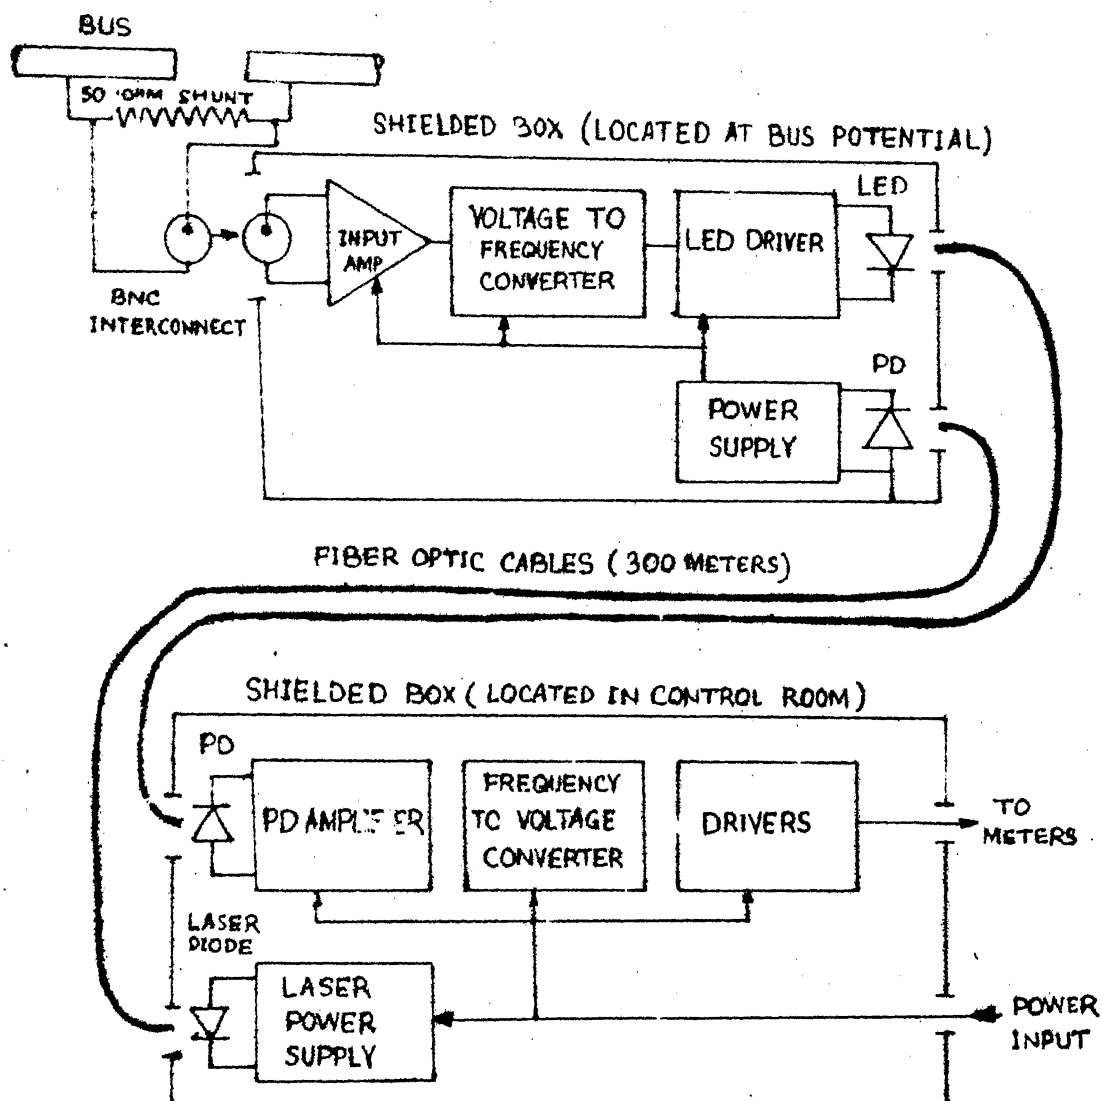 BUS
50 OHM SHUNT
SHIELDED BOX (LOCATED AT BUS POTENTIAL)
LED
INPUT
AMP
VOLTAGE TO
FREQUENCY
CONVERTER
LED DRIVER
BNC
INTERCONNECT
PD
POWER
SUPPLY
FIBER OPTIC CABLES (300 METERS)
SHIELDED BOX (LOCATED IN CONTROL ROOM)
PD
PD AMPLIFIER
FREQUENCY
TO VOLTAGE
CONVERTER
DRIVERS
TO
METERS
LASER
DIODE
LASER
POWER
SUPPLY
POWER
INPUT